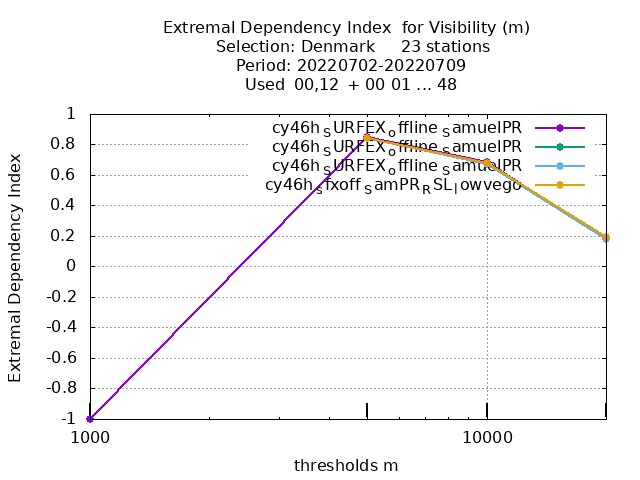 Extremal Dependency Index for Visibility (m)
Selection: Denmark 23 stations
Period: 20220702-20220709
Used 00,12 + 00 01 ... 48
cy46h_SURFEX_offline_SamuelPR
cy46h_SURFEX_offline_SamuelPR
cy46h_SURFEX_offline_SamuelPR
cy46h_sfxoff_SamPR_RSL_lowvego
Extremal Dependency Index
1
0.8
0.6
0.4
0.2
0
-0.2
-0.4
-0.6
-0.8
-1
1000 10000
thresholds m